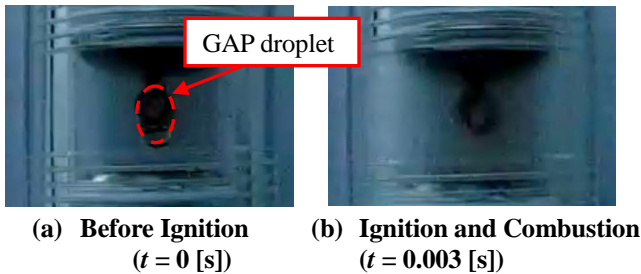 GAP droplet
(a) Before Ignition
(t = 0 [s])
(b) Ignition and Combustion
(t = 0.003 [s])